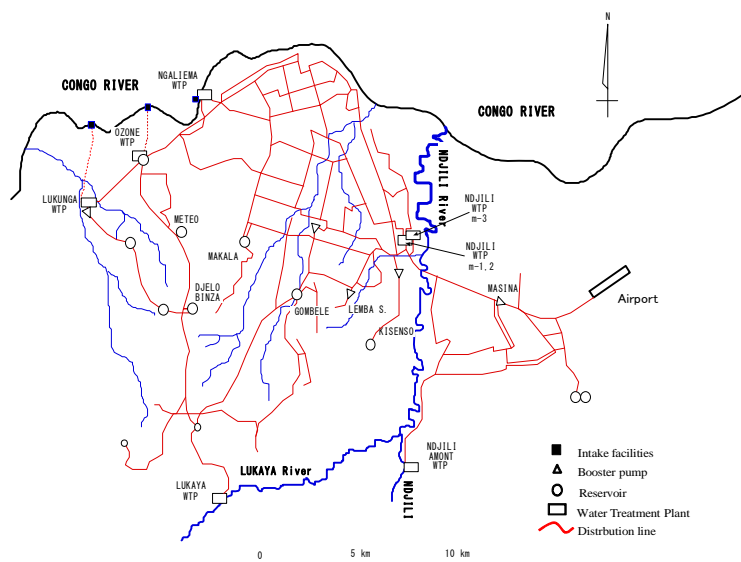 N
NGALIEMA
WTP
CONGO RIVER
CONGO RIVER
OZONE
WTP
NDJILI River
LUKUNGA
WTP
NDJILI
WTP
m-3
METEO
MAKALA
NDJILI
WTP
m-1,2
DJELO
BINZA
MASINA
Airport
GOMBELE
LEMBA S.
KISENSO
LUKAYA River
NDJILI
AMONT
WTP
NDJILI
LUKAYA
WTP
Intake facilities
Booster pump
Reservoir
Water Treatment Plant
Distrbution line
0 5 km 10 km